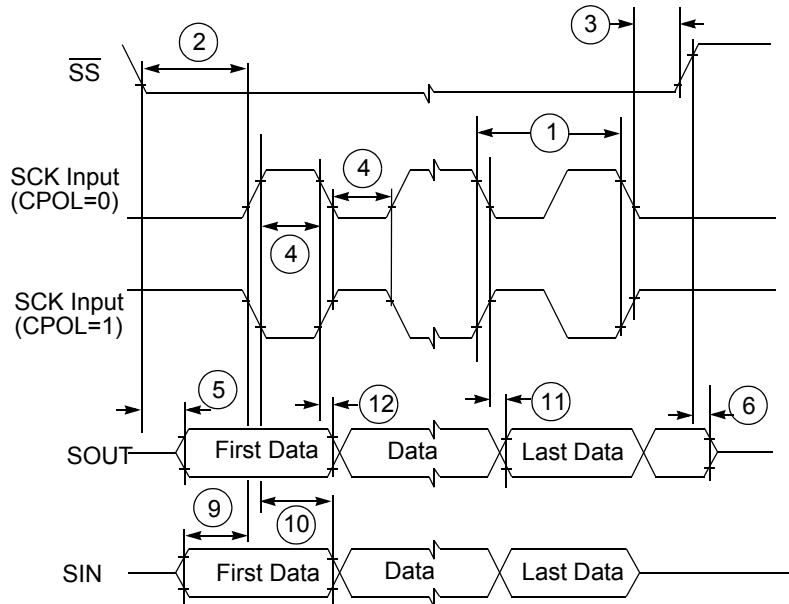 2
3
SS
1
SCK Input
(CPOL=0)
4
4
SCK Input
(CPOL=1)
5
12
11
6
SOUT
First Data
Data
Last Data
9
10
SIN
First Data
Data
Last Data